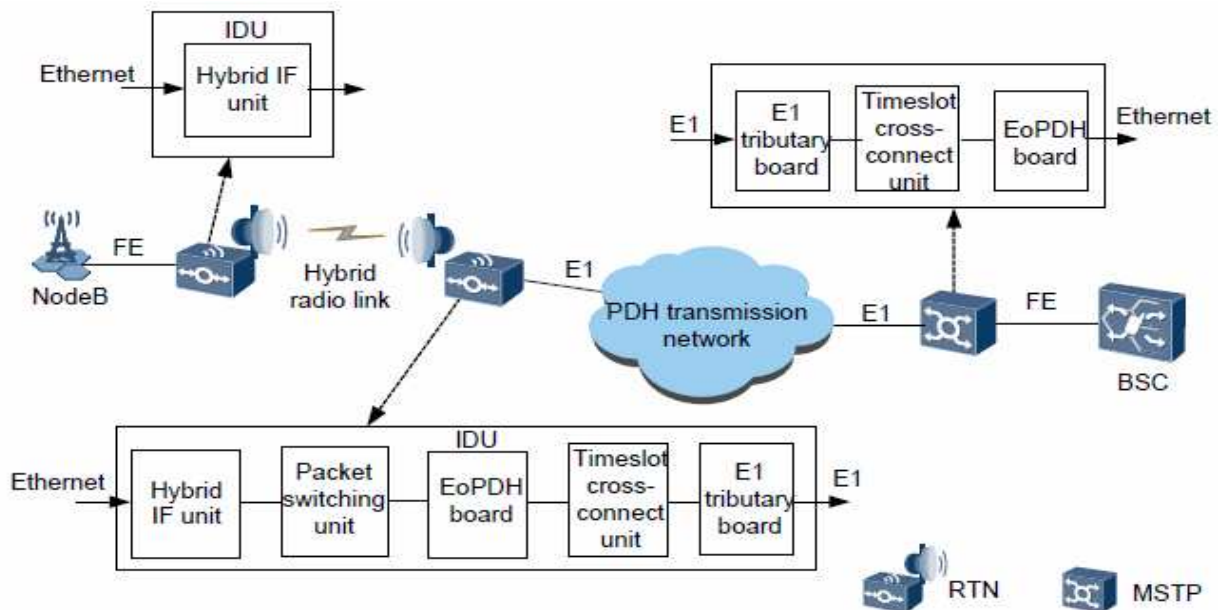 IDU
Ethernet
Hybrid IF
unit
E1
E1
tributary
board
Timeslot
cross-
connect
unit
EoPDH
board
Ethernet
FE
NodeB
Hybrid
radio link
E1
PDH transmission
network
E1
FE
BSC
IDU
Ethernet
Hybrid
IF unit
Packet
switching
unit
EoPDH
board
Timeslot
cross-
connect
unit
E1
tributary
board
E1
RTN
MSTP